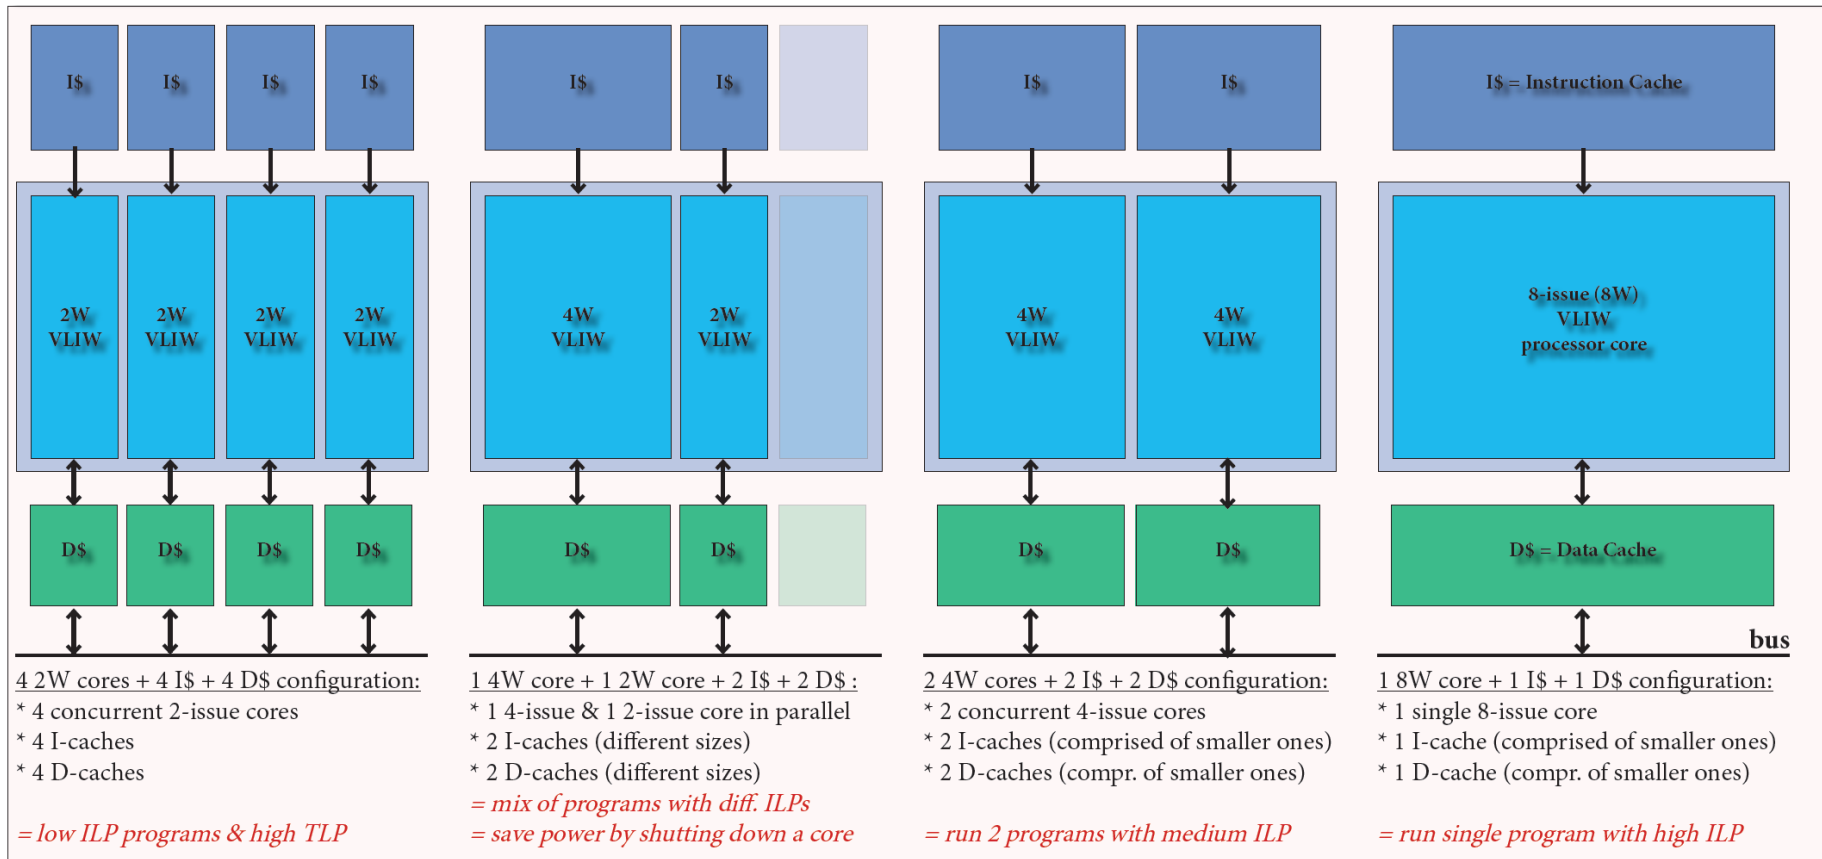 I$ I$ I$ I$
2W 2W 2W 2W
VLIW VLIW VLIW VLIW
D$ D$ D$ D$
4 2W cores + 4 I$ + 4 D$ configuration:
* 4 concurrent 2-issue cores
* 4 I-caches
* 4 D-caches
= low ILP programs & high TLP
I$ I$
4W 2W
VLIW VLIW
D$ D$
1 4W core + 1 2W core + 2 I$ + 2 D$ :
* 1 4-issue & 1 2-issue core in parallel
* 2 I-caches (different sizes)
* 2 D-caches (different sizes)
= mix of programs with diff. ILPs
= save power by shutting down a core
I$ I$
4W 4W
VLIW VLIW
D$ D$
2 4W cores + 2 I$ + 2 D$ configuration:
* 2 concurrent 4-issue cores
* 2 I-caches (comprised of smaller ones)
* 2 D-caches (compr. of smaller ones)
= run 2 programs with medium ILP
I$ = Instruction Cache
8-issue (8W)
VLIW
processor core
D$ = Data Cache
bus
1 8W core + 1 I$ + 1 D$ configuration:
* 1 single 8-issue core
* 1 I-cache (comprised of smaller ones)
* 1 D-cache (compr. of smaller ones)
= run single program with high ILP